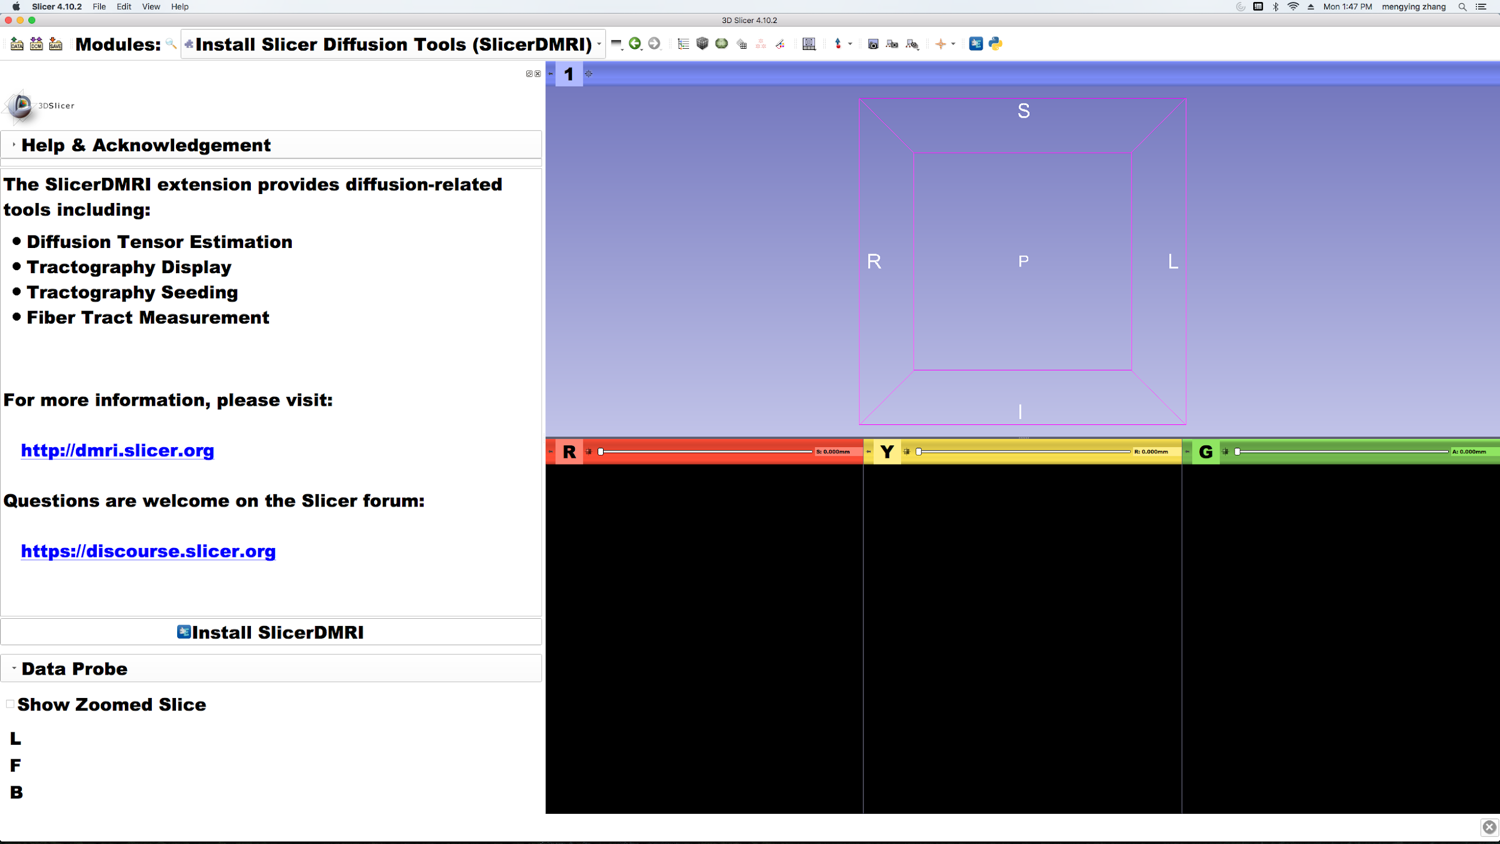 Slicer 4.10.2 File Edit View Help
Mon 1:47 PM mengying zhang
3D Slicer 4.10.2
DATA DCM SAVE Modules: Install Slicer Diffusion Tools (SlicerDMRI)
1
3DSlicer
Help & Acknowledgement
The SlicerDMRI extension provides diffusion-related
tools including:
• Diffusion Tensor Estimation
• Tractography Display
• Tractography Seeding
• Fiber Tract Measurement
For more information, please visit:
http://dmri.slicer.org
Questions are welcome on the Slicer forum:
https://discourse.slicer.org
Install SlicerDMRI
Data Probe
Show Zoomed Slice
L
F
B
S
R P L
I
R S: 0.000mm
Y R: 0.000mm
G A: 0.000mm